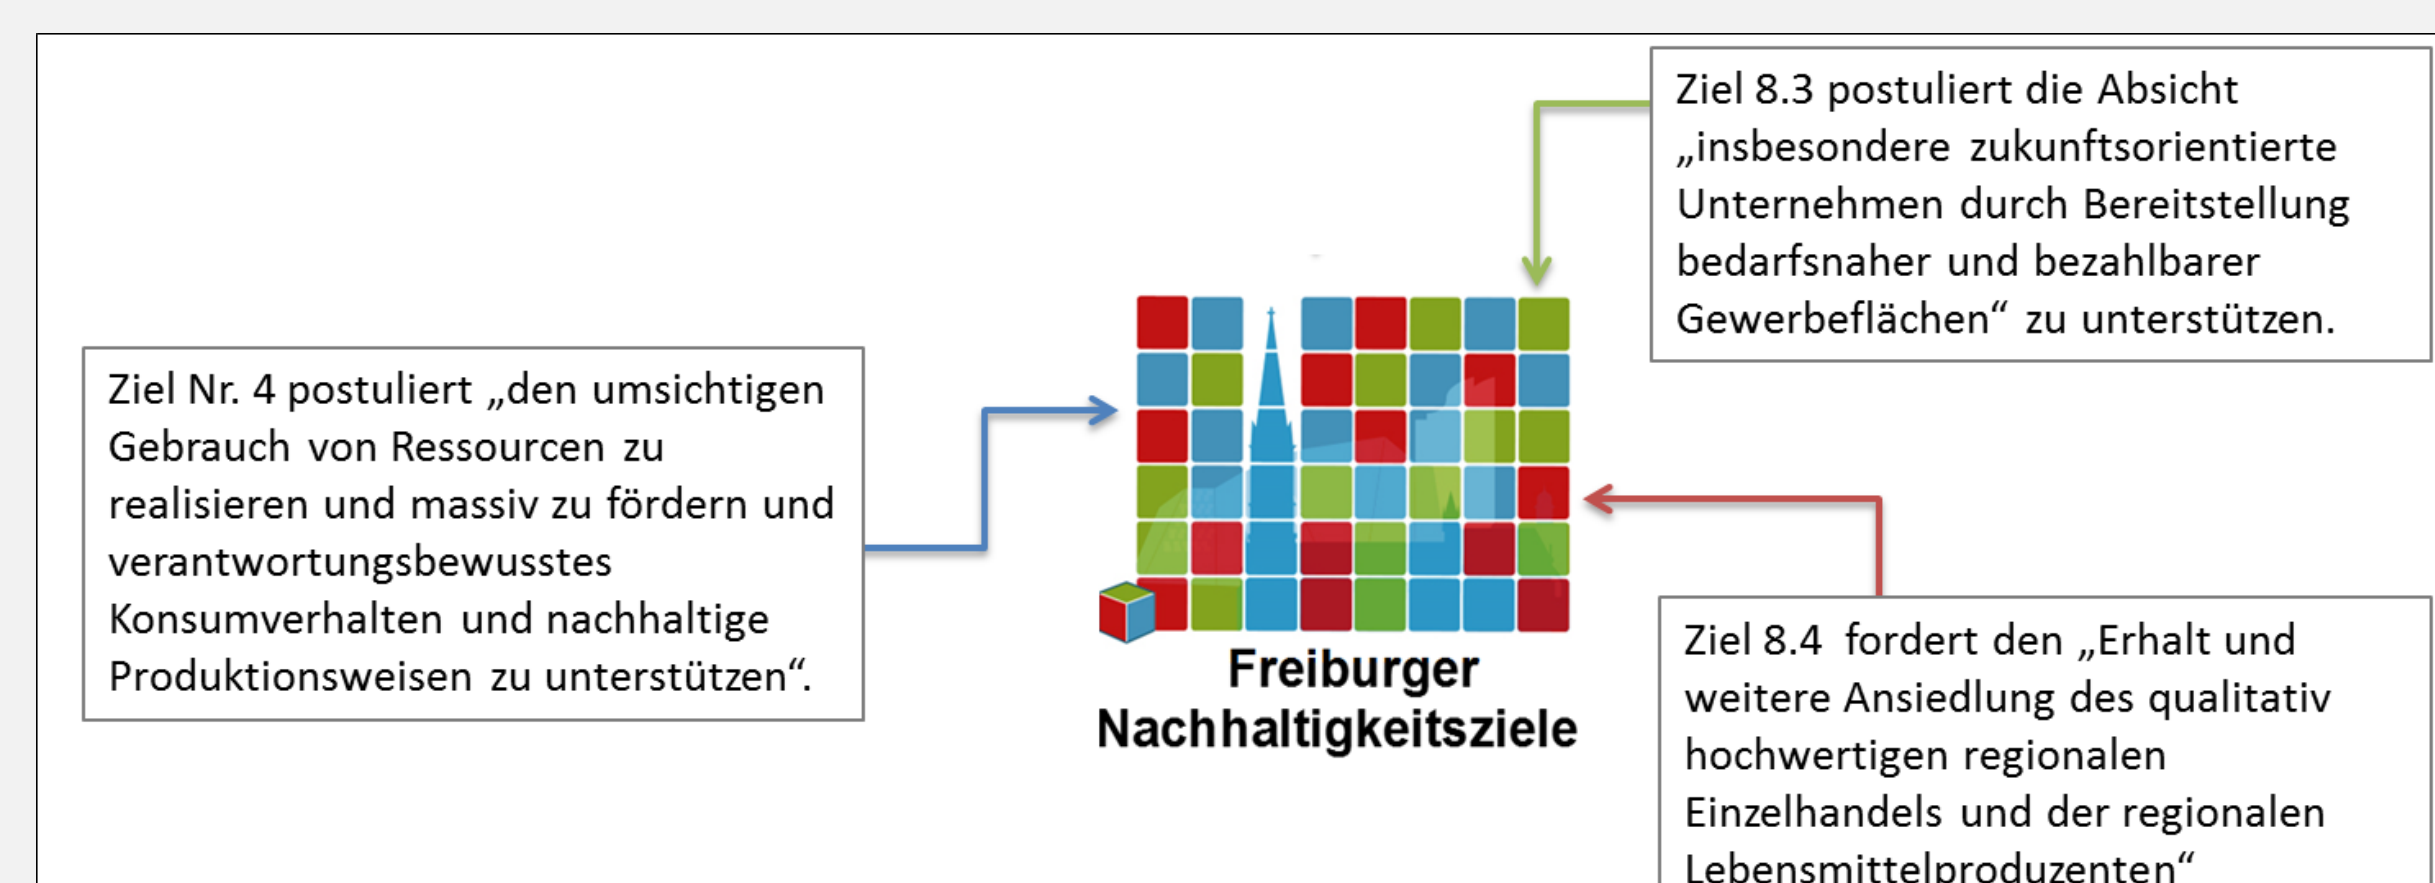 Ziel 8.3 postuliert die Absicht
„insbesondere zukunftsorientierte
Unternehmen durch Bereitstellung
bedarfsnaher und bezahlbarer
Gewerbeflächen“ zu unterstützen.
Ziel Nr. 4 postuliert „den umsichtigen
Gebrauch von Ressourcen zu
realisieren und massiv zu fördern und
verantwortungsbewusstes
Konsumverhalten und nachhaltige
Produktionsweisen zu unterstützen“.
Freiburger
Nachhaltigkeitsziele
Ziel 8.4 fordert den „Erhalt und
weitere Ansiedlung des qualitativ
hochwertigen regionalen
Einzelhandels und der regionalen
Lebensmittelproduzenten“